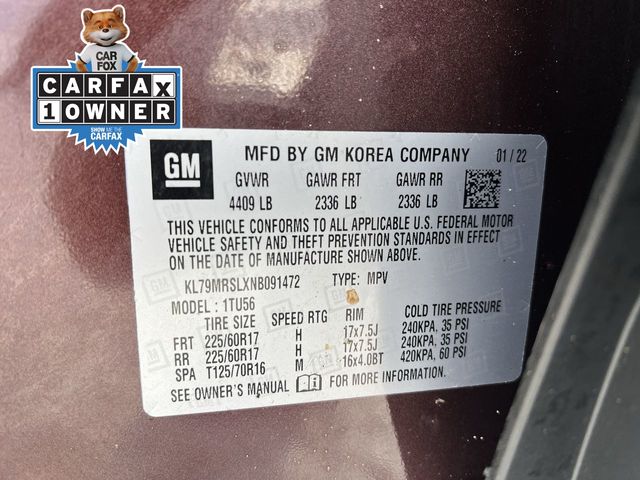 CAR
FOX
CARFAX
1 OWNER
SHOW ME THE
CARFAX
GM
MFD BY GM KOREA COMPANY 01 / 22
GVWR GAWR FRT GAWR RR
4409 LB 2336 LB 2336 LB
THIS VEHICLE CONFORMS TO ALL APPLICABLE U.S. FEDERAL MOTOR
VEHICLE SAFETY AND THEFT PREVENTION STANDARDS IN EFFECT
ON THE DATE OF MANUFACTURE SHOWN ABOVE.
KL79MRSLXNB091472 TYPE: MPV
MODEL : 1TU56
TIRE SIZE SPEED RTG RIM COLD TIRE PRESSURE
FRT 225/60R17 H 17x7.5J 240KPA, 35 PSI
RR 225/60R17 H 17x7.5J 240KPA, 35 PSI
SPA T125/70R16 M 16x4.0BT 420KPA, 60 PSI
SEE OWNER'S MANUAL FOR MORE INFORMATION.